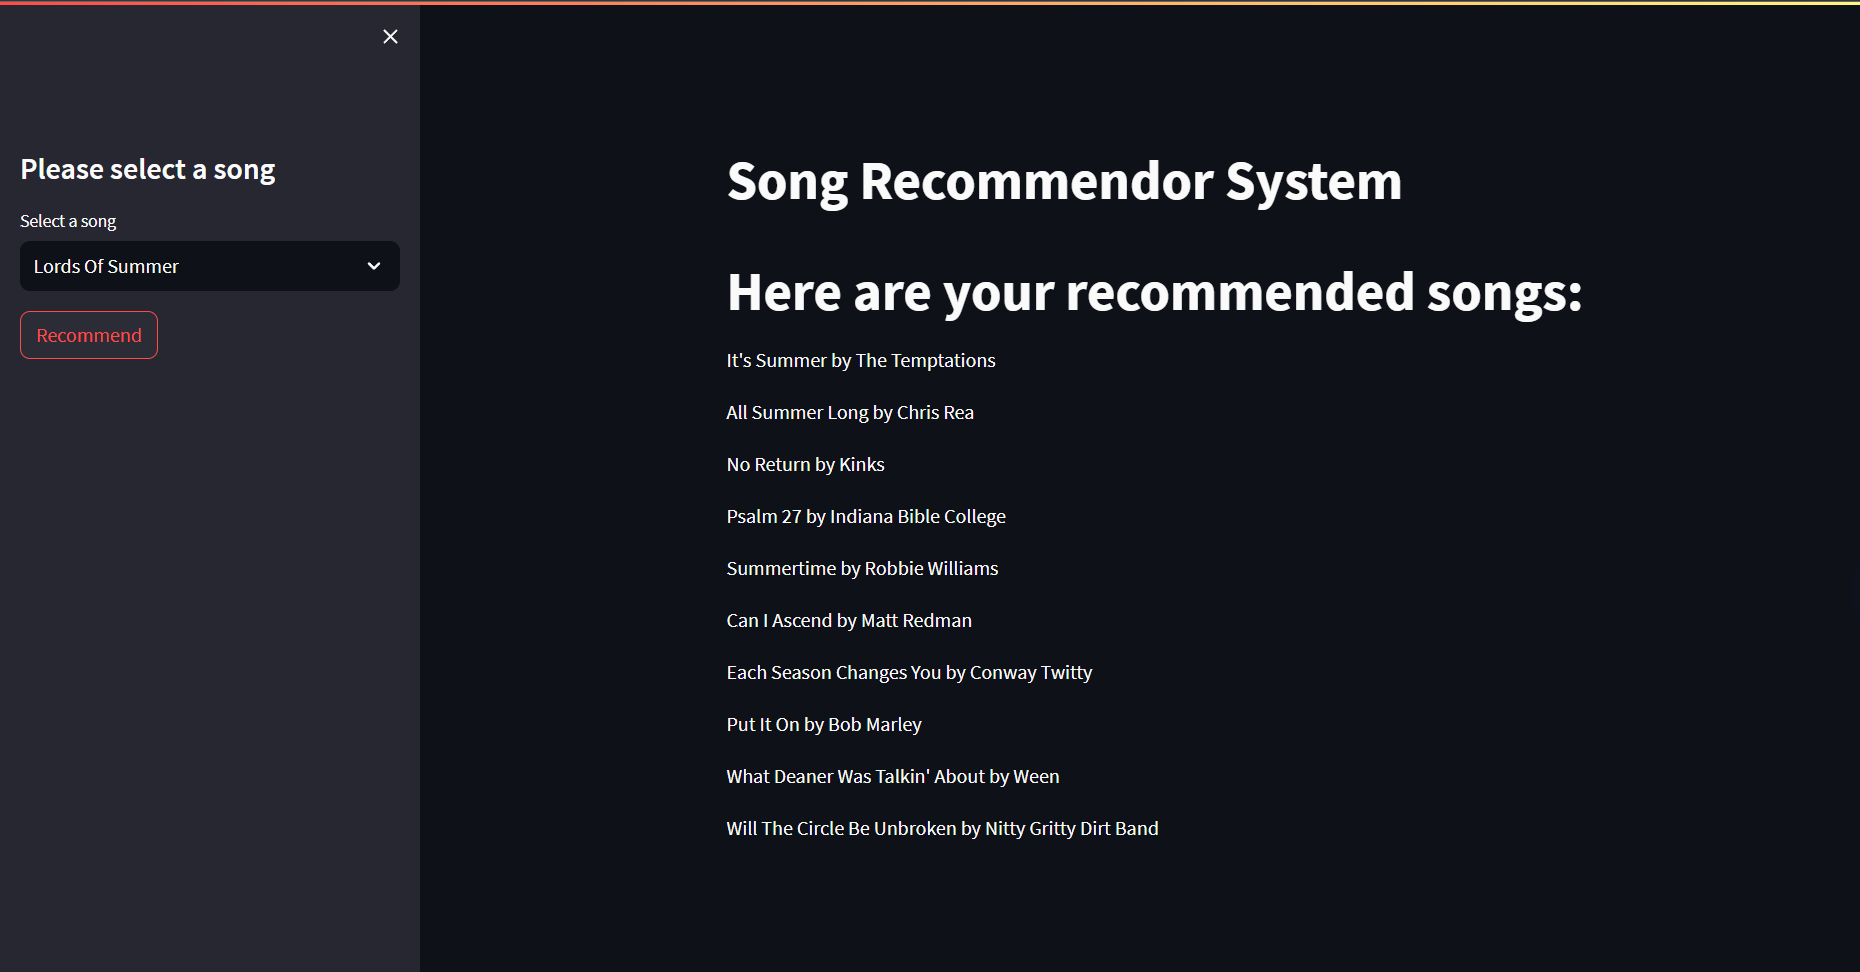 Please select a song
Select a song
Lords Of Summer
Recommend
Song Recommendor System
Here are your recommended songs:
It's Summer by The Temptations
All Summer Long by Chris Rea
No Return by Kinks
Psalm 27 by Indiana Bible College
Summertime by Robbie Williams
Can I Ascend by Matt Redman
Each Season Changes You by Conway Twitty
Put It On by Bob Marley
What Deaner Was Talkin' About by Ween
Will The Circle Be Unbroken by Nitty Gritty Dirt Band